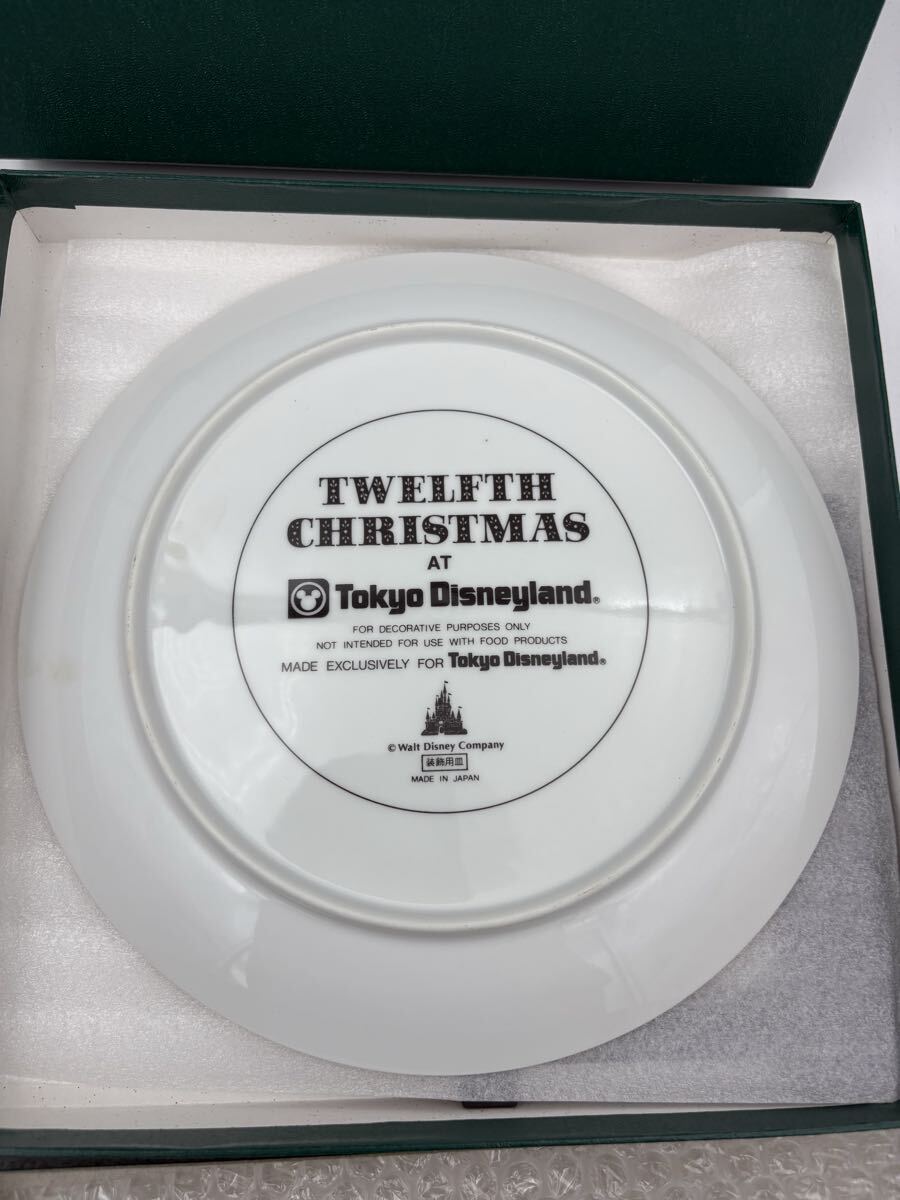 TWELFTH
CHRISTMAS
AT
Tokyo Disneyland®
FOR DECORATIVE PURPOSES ONLY
NOT INTENDED FOR USE WITH FOOD PRODUCTS
MADE EXCLUSIVELY FOR Tokyo Disneyland®
© Walt Disney Company
装飾用皿
MADE IN JAPAN